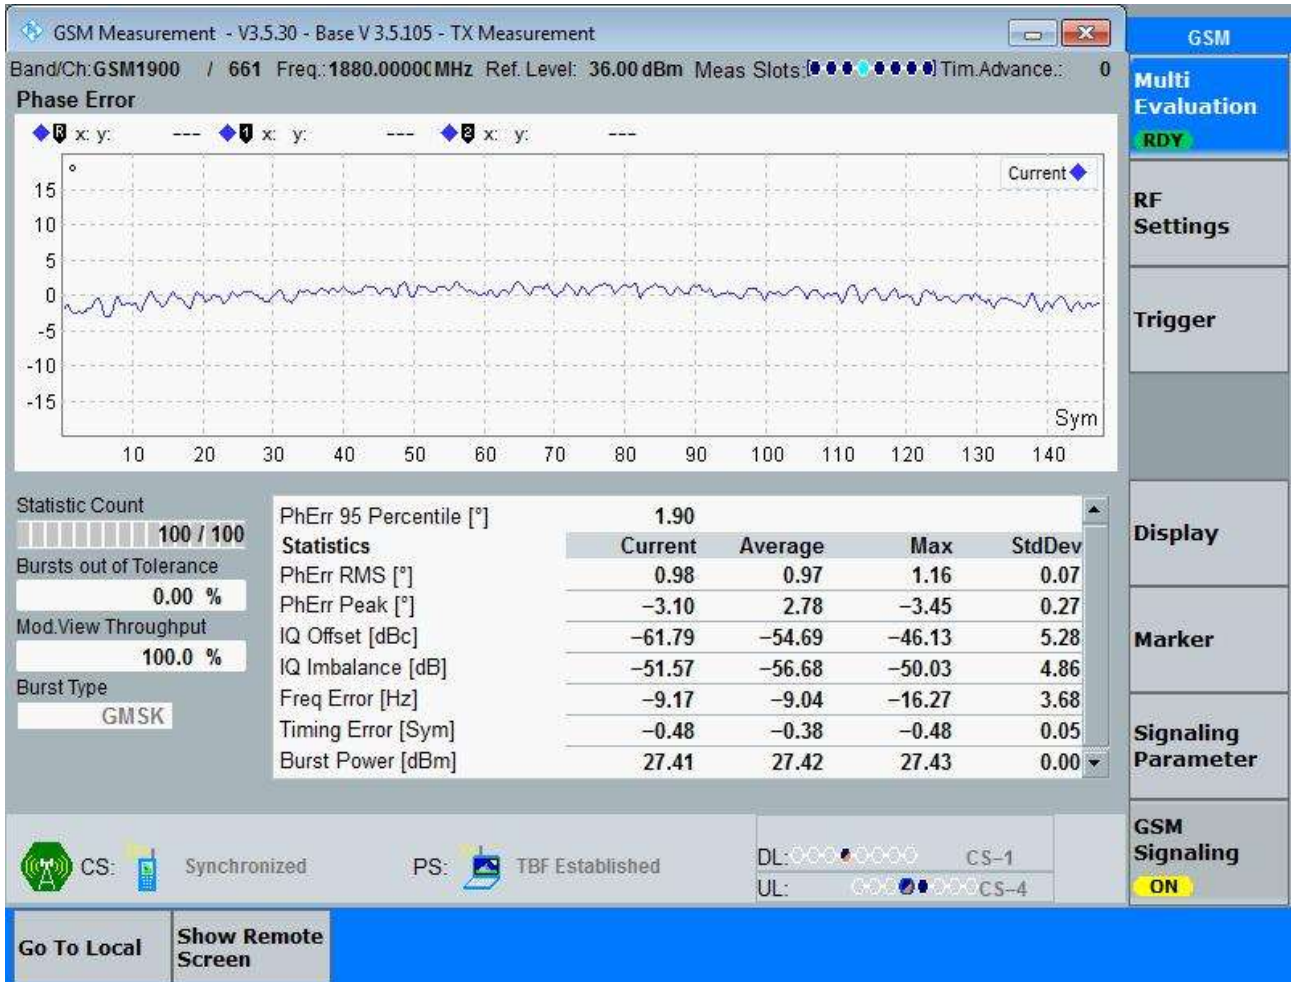 GSM Measurement - V3.5.30 - Base V 3.5.105 - TX Measurement
GSM
Band/Ch:GSM1900 / 661 Freq.:1880.00000 MHz Ref. Level: 36.00 dBm Meas Slots: Tim.Advance.: 0
Phase Error
R x: y: --- 1 x: y: --- 2 x: y: ---
°
Current
15
10
5
0
-5
-10
-15
Sym
10 20 30 40 50 60 70 80 90 100 110 120 130 140
Statistic Count
100 / 100
Bursts out of Tolerance
0.00 %
Mod.View Throughput
100.0 %
Burst Type
GMSK
PhErr 95 Percentile [°] 1.90
Statistics Current Average Max StdDev
PhErr RMS [°] 0.98 0.97 1.16 0.07
PhErr Peak [°] −3.10 2.78 −3.45 0.27
IQ Offset [dBc] −61.79 −54.69 −46.13 5.28
IQ Imbalance [dB] −51.57 −56.68 −50.03 4.86
Freq Error [Hz] −9.17 −9.04 −16.27 3.68
Timing Error [Sym] −0.48 −0.38 −0.48 0.05
Burst Power [dBm] 27.41 27.42 27.43 0.00
CS: Synchronized PS: TBF Established
DL: CS−1
UL: CS−4
Multi
Evaluation
RDY
RF
Settings
Trigger
Display
Marker
Signaling
Parameter
GSM
Signaling
ON
Go To Local
Show Remote
Screen